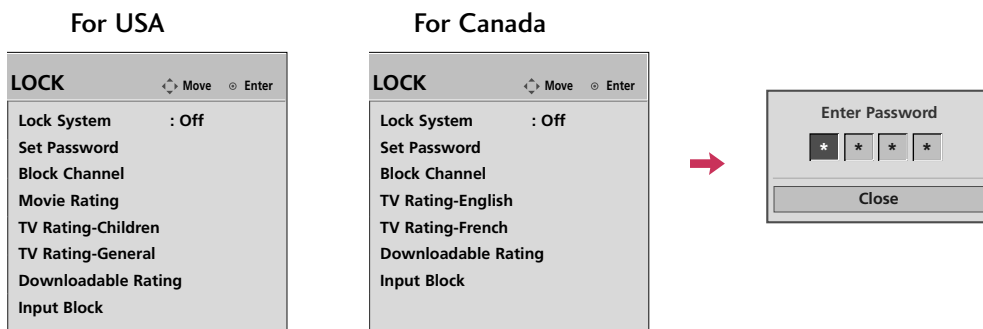 For USA
LOCK Move Enter
Lock System : Off
Set Password
Block Channel
Movie Rating
TV Rating-Children
TV Rating-General
Downloadable Rating
Input Block
For Canada
LOCK Move Enter
Lock System : Off
Set Password
Block Channel
TV Rating-English
TV Rating-French
Downloadable Rating
Input Block
Enter Password
* * * *
Close